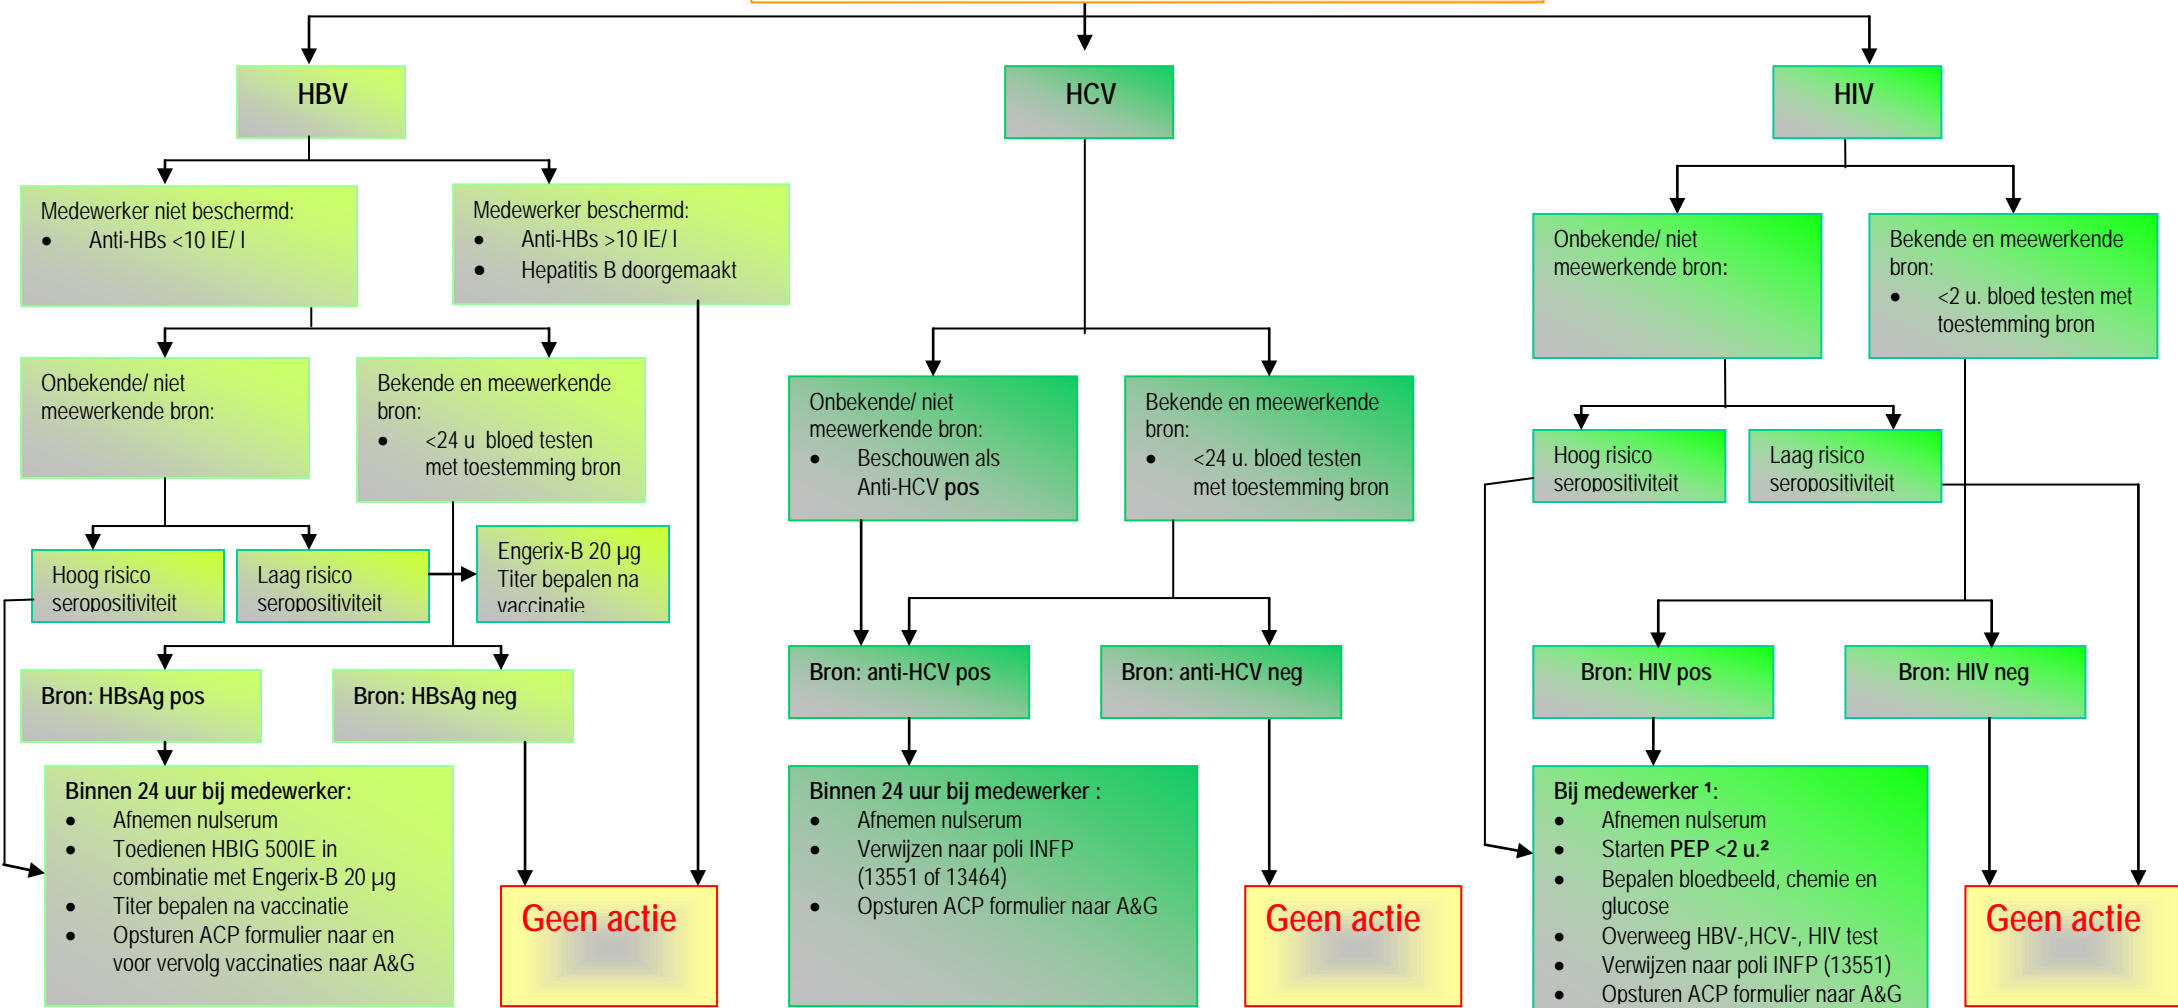 HBV
HCV
HIV
Medewerker niet beschermd:
• Anti-HBs <10 IE/ l
Medewerker beschermd:
• Anti-HBs >10 IE/ l
• Hepatitis B doorgemaakt
Onbekende/ niet
meewerkende bron:
Bekende en meewerkende
bron:
• <24 u bloed testen
met toestemming bron
Hoog risico
seropositiviteit
Laag risico
seropositiviteit
Engerix-B 20 µg
Titer bepalen na
vaccinatie
Bron: HBsAg pos
Bron: HBsAg neg
Binnen 24 uur bij medewerker:
• Afnemen nulserum
• Toedienen HBIG 500IE in
combinatie met Engerix-B 20 µg
• Titer bepalen na vaccinatie
• Opsturen ACP formulier naar en
voor vervolg vaccinaties naar A&G
Geen actie
Onbekende/ niet
meewerkende bron:
• Beschouwen als
Anti-HCV pos
Bekende en meewerkende
bron:
• <24 u. bloed testen
met toestemming bron
Bron: anti-HCV pos
Bron: anti-HCV neg
Binnen 24 uur bij medewerker :
• Afnemen nulserum
• Verwijzen naar poli INFP
(13551 of 13464)
• Opsturen ACP formulier naar A&G
Geen actie
Onbekende/ niet
meewerkende bron:
Bekende en meewerkende
bron:
• <2 u. bloed testen met
toestemming bron
Hoog risico
seropositiviteit
Laag risico
seropositiviteit
Bron: HIV pos
Bron: HIV neg
Bij medewerker ¹:
• Afnemen nulserum
• Starten PEP <2 u.²
• Bepalen bloedbeeld, chemie en
glucose
• Overweeg HBV-,HCV-, HIV test
• Verwijzen naar poli INFP (13551)
• Opsturen ACP formulier naar A&G
Geen actie